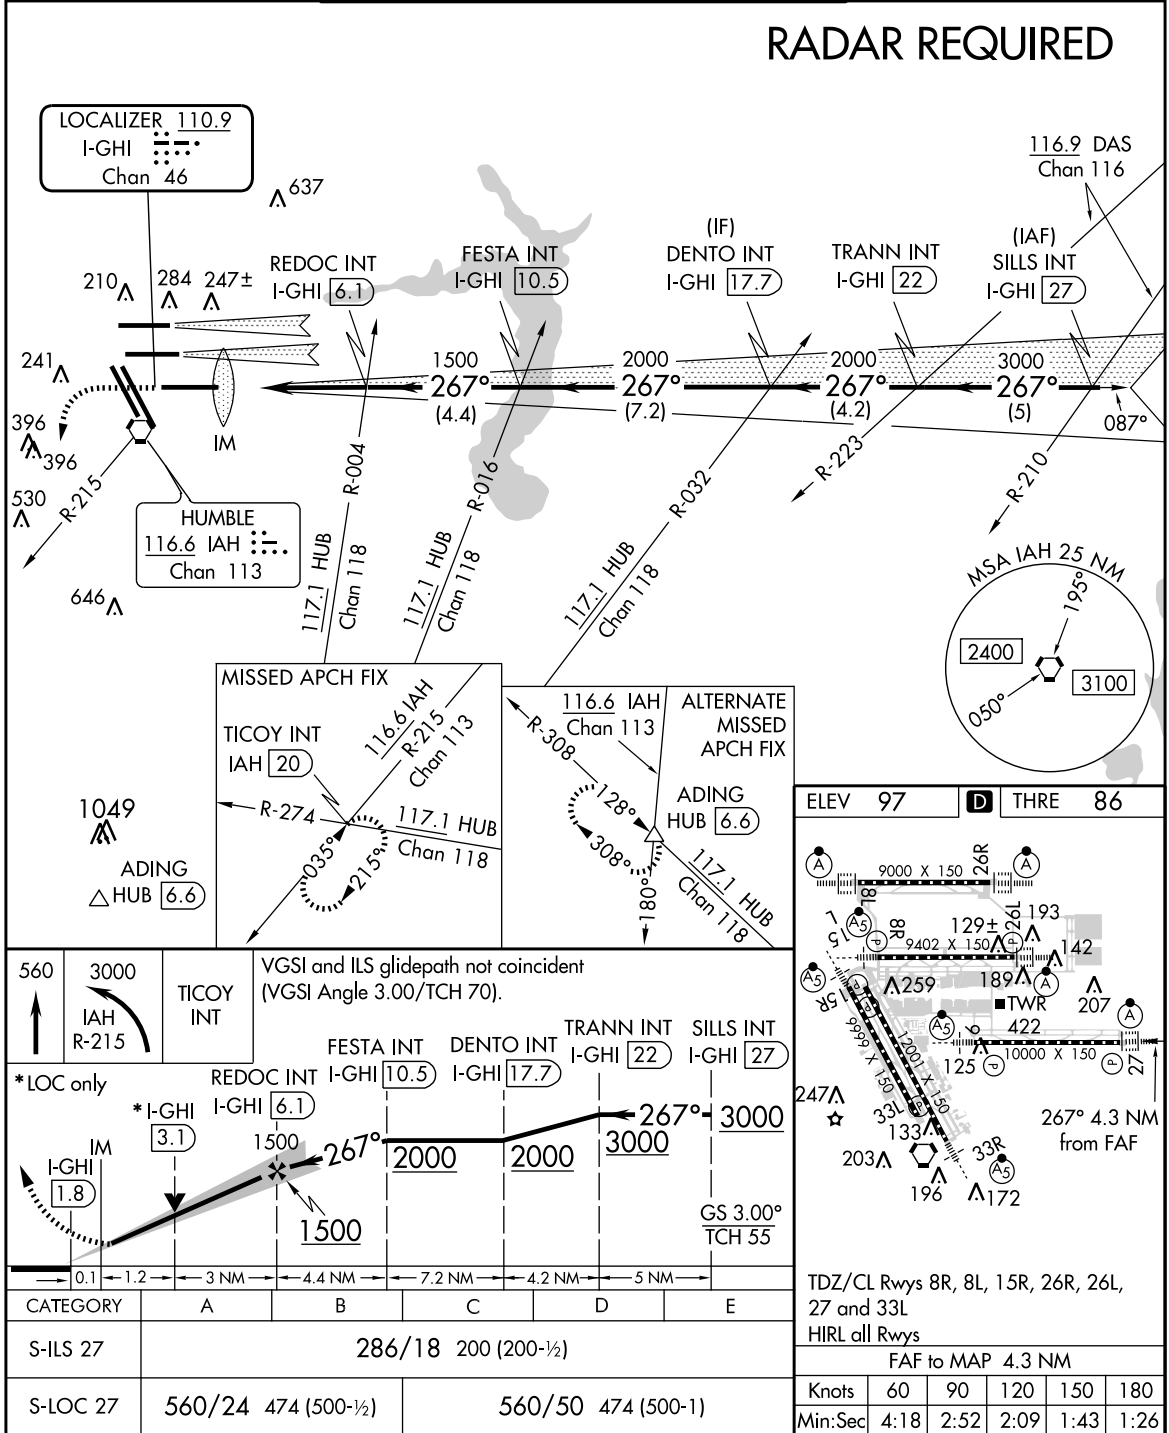 RADAR REQUIRED
LOCALIZER 110.9
I-GHI
Chan 46
116.9 DAS
Chan 116
637
(IF)
DENTO INT
I-GHI 17.7
TRANN INT
I-GHI 22
(IAF)
SILLS INT
I-GHI 27
REDOC INT
I-GHI 6.1
FESTA INT
I-GHI 10.5
210
284
247±
241
1500
267°
(4.4)
2000
267°
(7.2)
2000
267°
(4.2)
3000
267°
(5)
087°
396
396
IM
530
R-215
R-004
R-016
R-032
R-223
R-210
HUMBLE
116.6 IAH
Chan 113
646
117.1 HUB
Chan 118
117.1 HUB
Chan 118
117.1 HUB
Chan 118
MSA IAH 25 NM
195°
2400
3100
050°
MISSED APCH FIX
TICOY INT
IAH 20
116.6 IAH
R-215
Chan 113
R-274
117.1 HUB
Chan 118
035°
215°
116.6 IAH
Chan 113
ALTERNATE
MISSED
APCH FIX
R-308
128°
308°
ADING
HUB 6.6
180°
117.1 HUB
Chan 118
1049
ADING
HUB 6.6
ELEV 97
D
THRE 86
A
A
9000 X 150
26R
8L
15L
A5
8R
P
129±
P
26L
193
9402 X 150
142
A5
15R
P
P
259
189
A
TWR
207
A
9999 X 150
12001 X 150
A5
9
422
125
P
10000 X 150
P
27
247
33L
P
133
267° 4.3 NM
from FAF
203
33R
A5
196
172
TDZ/CL Rwys 8R, 8L, 15R, 26R, 26L,
27 and 33L
HIRL all Rwys
560
3000
IAH
R-215
TICOY
INT
VGSI and ILS glidepath not coincident
(VGSI Angle 3.00/TCH 70).
*LOC only
IM
I-GHI
1.8
*I-GHI
3.1
REDOC INT
I-GHI 6.1
1500
FESTA INT
I-GHI 10.5
DENTO INT
I-GHI 17.7
TRANN INT
I-GHI 22
SILLS INT
I-GHI 27
267°
1500
2000
2000
3000
267°
3000
GS 3.00°
TCH 55
0.1
1.2
3 NM
4.4 NM
7.2 NM
4.2 NM
5 NM
CATEGORY A B C D E
S-ILS 27 286/18 200 (200-½)
S-LOC 27 560/24 474 (500-½) 560/50 474 (500-1)
FAF to MAP 4.3 NM
Knots 60 90 120 150 180
Min:Sec 4:18 2:52 2:09 1:43 1:26